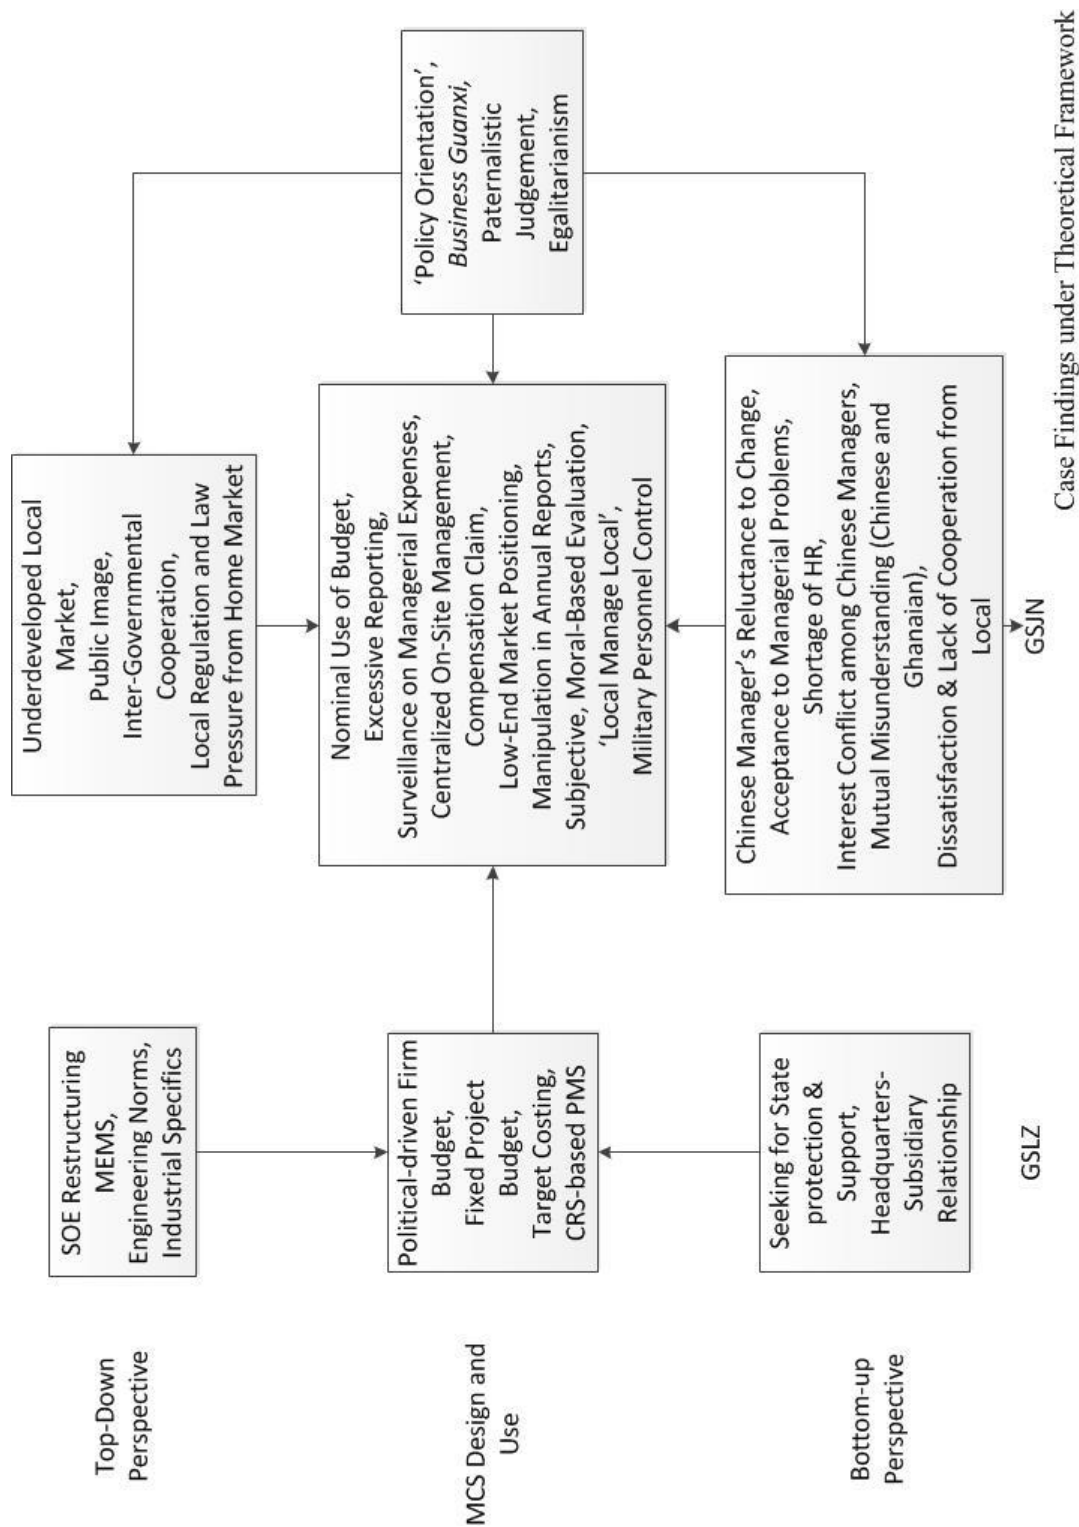 Top-Down
Perspective
SOE Restructuring
MEMS,
Engineering Norms,
Industrial Specifics
Underdeveloped Local
Market,
Public Image,
Inter-Governmental
Cooperation,
Local Regulation and Law
Pressure from Home Market
MCS Design and
Use
Political-driven Firm
Budget,
Fixed Project
Budget,
Target Costing,
CRS-based PMS
Nominal Use of Budget,
Excessive Reporting,
Surveillance on Managerial Expenses,
Centralized On-Site Management,
Compensation Claim,
Low-End Market Positioning,
Manipulation in Annual Reports,
Subjective, Moral-Based Evaluation,
'Local Manage Local',
Military Personnel Control
'Policy Orientation',
Business Guanxi,
Paternalistic
Judgement,
Egalitarianism
Bottom-up
Perspective
Seeking for State
protection &
Support,
Headquarters-
Subsidiary
Relationship
Chinese Manager's Reluctance to Change,
Acceptance to Managerial Problems,
Shortage of HR,
Interest Conflict among Chinese Managers,
Mutual Misunderstanding (Chinese and
Ghanaian),
Dissatisfaction & Lack of Cooperation from
Local
GSLZ
GSJN
Case Findings under Theoretical Framework